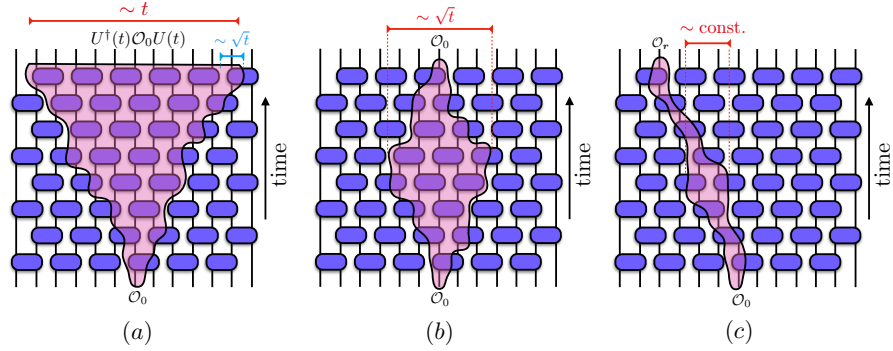 ∼ t
U†(t)O₀U(t)
∼ √t
O₀
time
(a)
∼ √t
O₀
O₀
time
(b)
∼ const.
Oᵣ
O₀
time
(c)